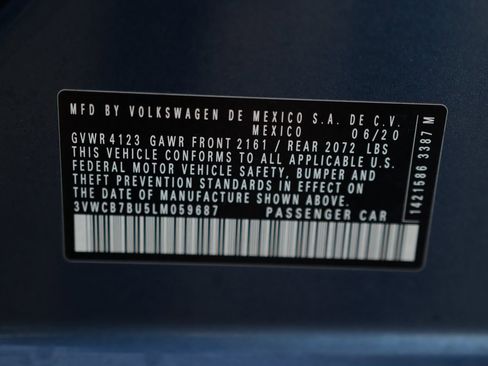 MFD BY VOLKSWAGEN DE MEXICO S.A. DE C.V.
MEXICO 06/20
GVWR 4123 GAWR FRONT 2161 / REAR 2072 LBS
THIS VEHICLE CONFORMS TO ALL APPLICABLE U.S.
FEDERAL MOTOR VEHICLE SAFETY, BUMPER AND
THEFT PREVENTION STANDARDS IN EFFECT ON
THE DATE OF MANUFACTURE SHOWN ABOVE.
3VWCB7BU5LM059687 PASSENGER CAR
1421586 3387 M